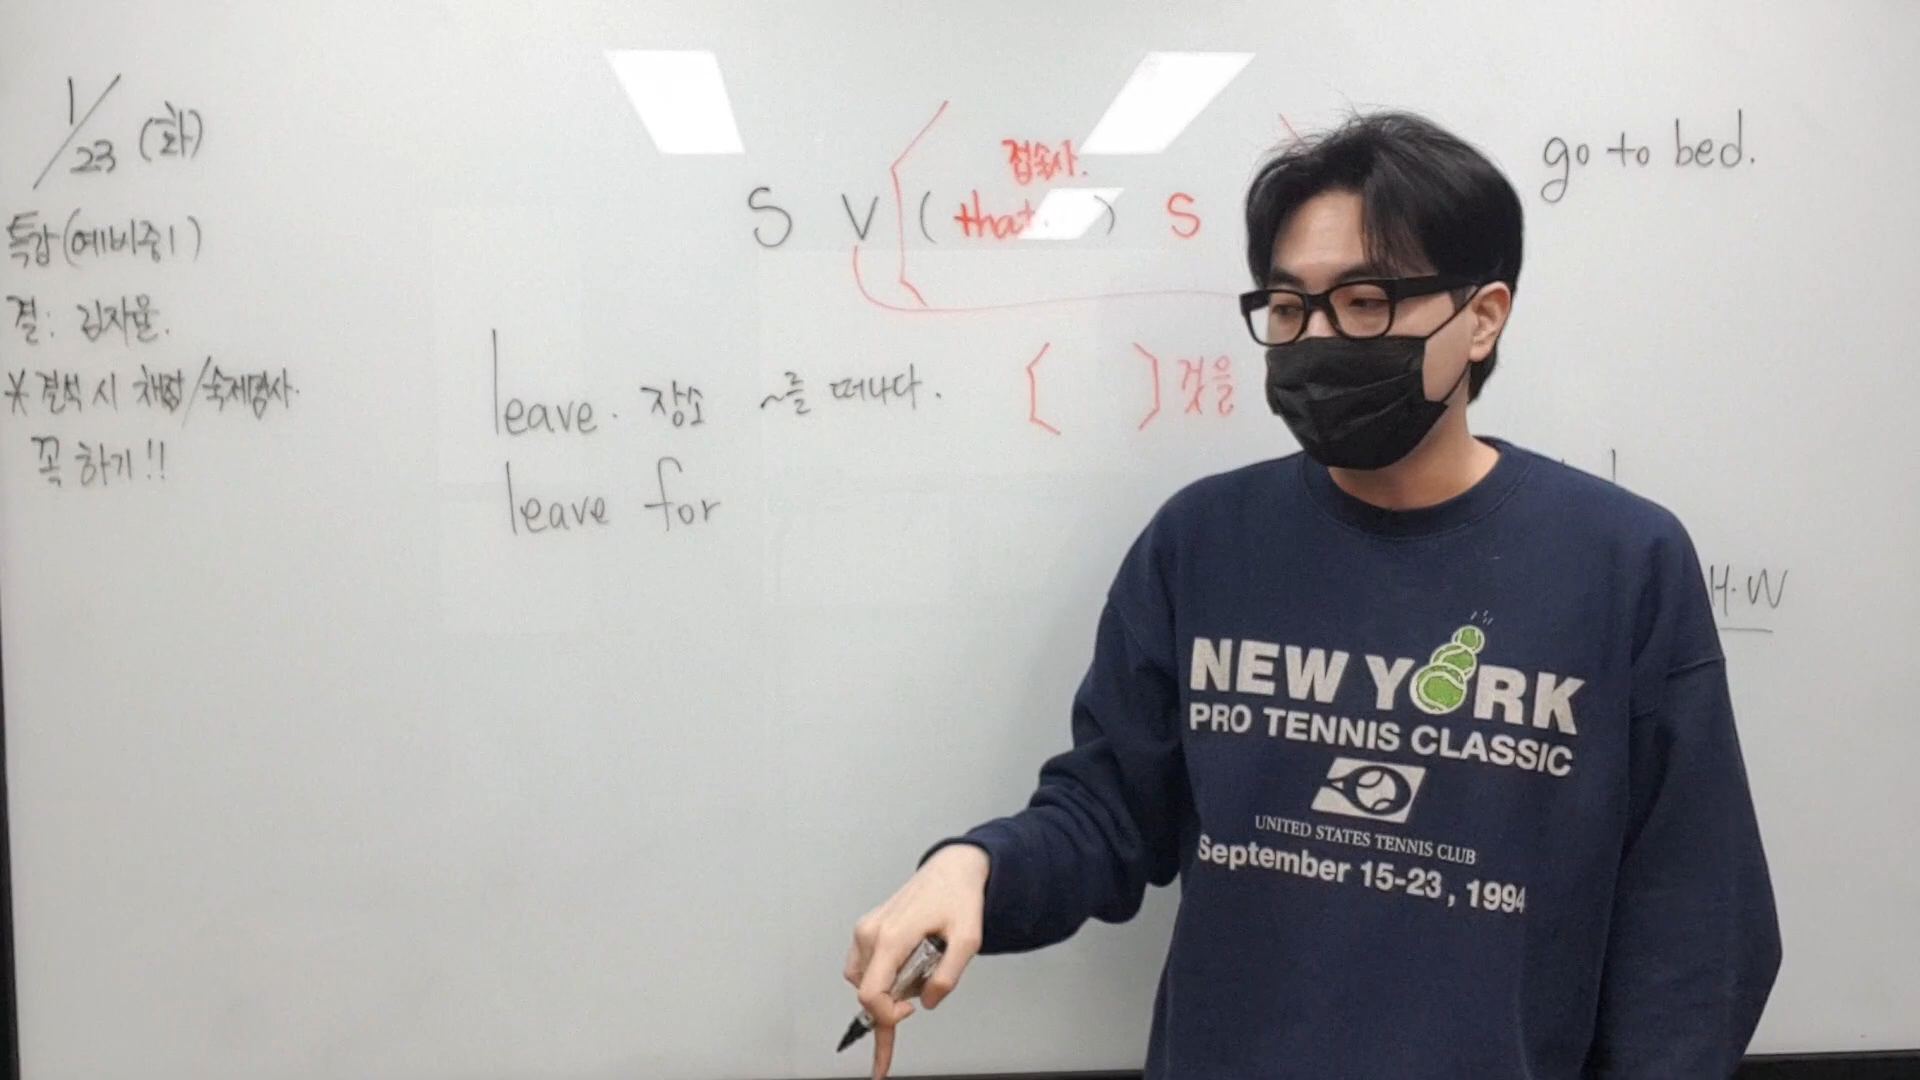 1/23 (화)
특강(예비중1)
결: 김자율.
* 결석 시 채점/숙제검사.
꼭 하기!!
접속사.
S V ( that ) S
leave. 장소 ~를 떠나다.
[ ] 것을
leave for
go to bed.
H.W
NEW YORK
PRO TENNIS CLASSIC
UNITED STATES TENNIS CLUB
September 15-23, 1994